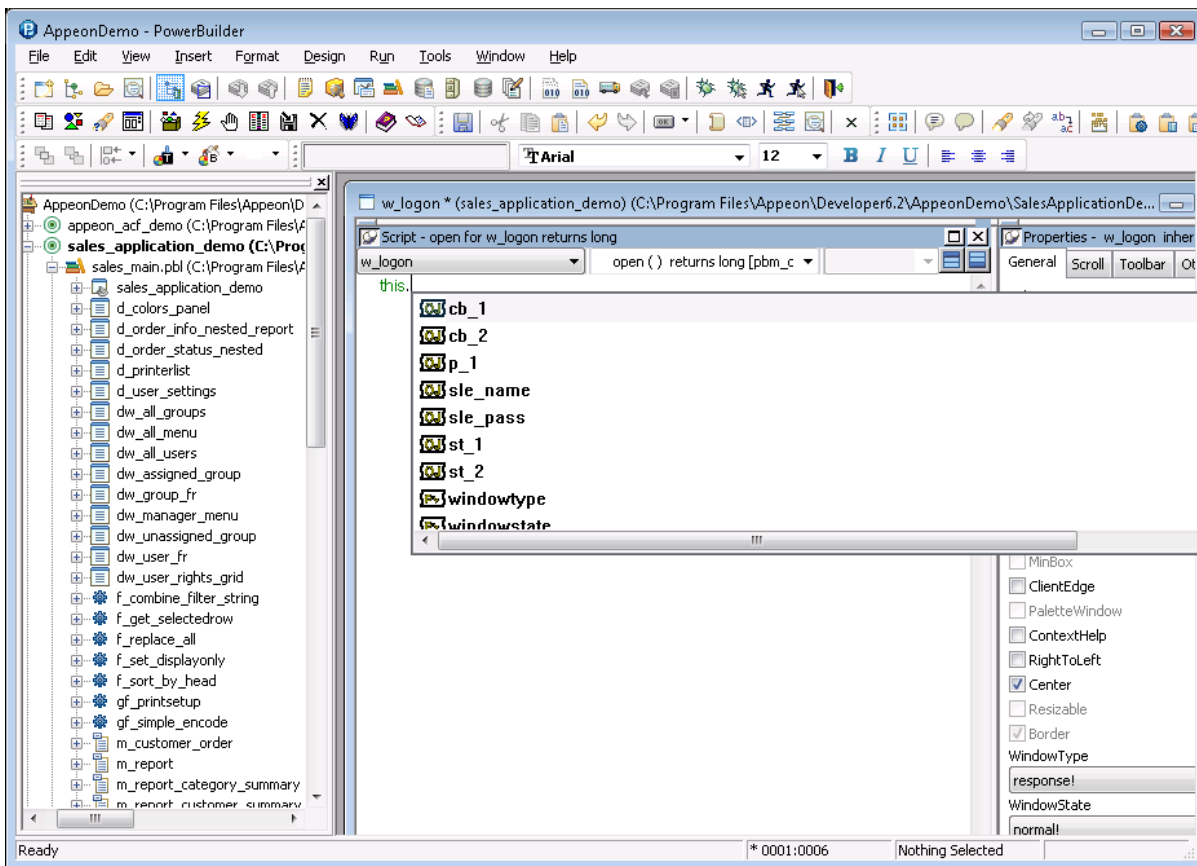 AppeonDemo - PowerBuilder
File Edit View Insert Format Design Run Tools Window Help
Arial 12 B I U
AppeonDemo (C:\Program Files\Appeon\D
appeon_acf_demo (C:\Program Files\A
sales_application_demo (C:\Prog
sales_main.pbl (C:\Program Files\A
sales_application_demo
d_colors_panel
d_order_info_nested_report
d_order_status_nested
d_printerlist
d_user_settings
dw_all_groups
dw_all_menu
dw_all_users
dw_assigned_group
dw_group_fr
dw_manager_menu
dw_unassigned_group
dw_user_fr
dw_user_rights_grid
f_combine_filter_string
f_get_selectedrow
f_replace_all
f_set_displayonly
f_sort_by_head
gf_printsetup
gf_simple_encode
m_customer_order
m_report
m_report_category_summary
m_report_customer_summary
w_logon * (sales_application_demo) (C:\Program Files\Appeon\Developer6.2\AppeonDemo\SalesApplicationDe...
Script - open for w_logon returns long
w_logon open ( ) returns long [pbm_c
this.
cb_1
cb_2
p_1
sle_name
sle_pass
st_1
st_2
windowtype
windowstate
Properties - w_logon inher
General Scroll Toolbar Ot
MinBox
ClientEdge
PaletteWindow
ContextHelp
RightToLeft
Center
Resizable
Border
WindowType
response!
WindowState
normal!
Ready * 0001:0006 Nothing Selected